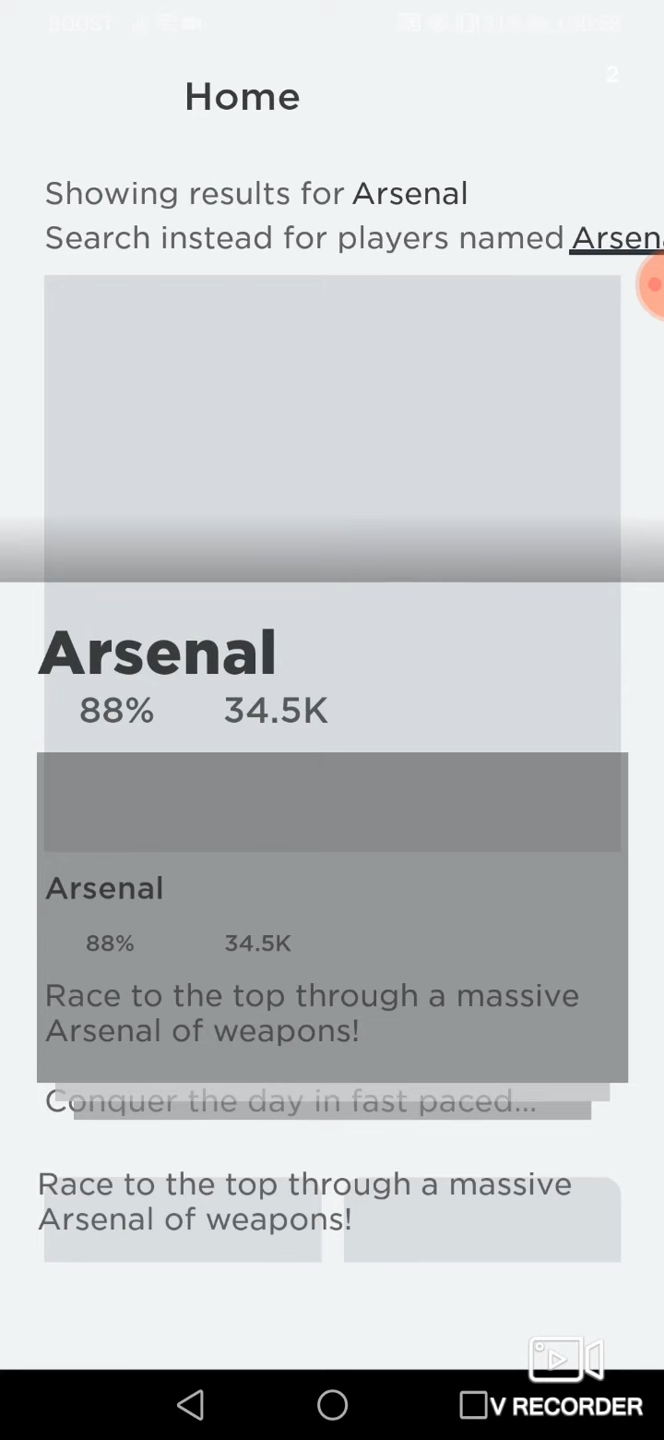 2
Home
Showing results for Arsenal
Search instead for players named Arsen
Arsenal
88% 34.5K
Arsenal
88% 34.5K
Race to the top through a massive
Arsenal of weapons!
Conquer the day in fast paced...
Race to the top through a massive
Arsenal of weapons!
V RECORDER